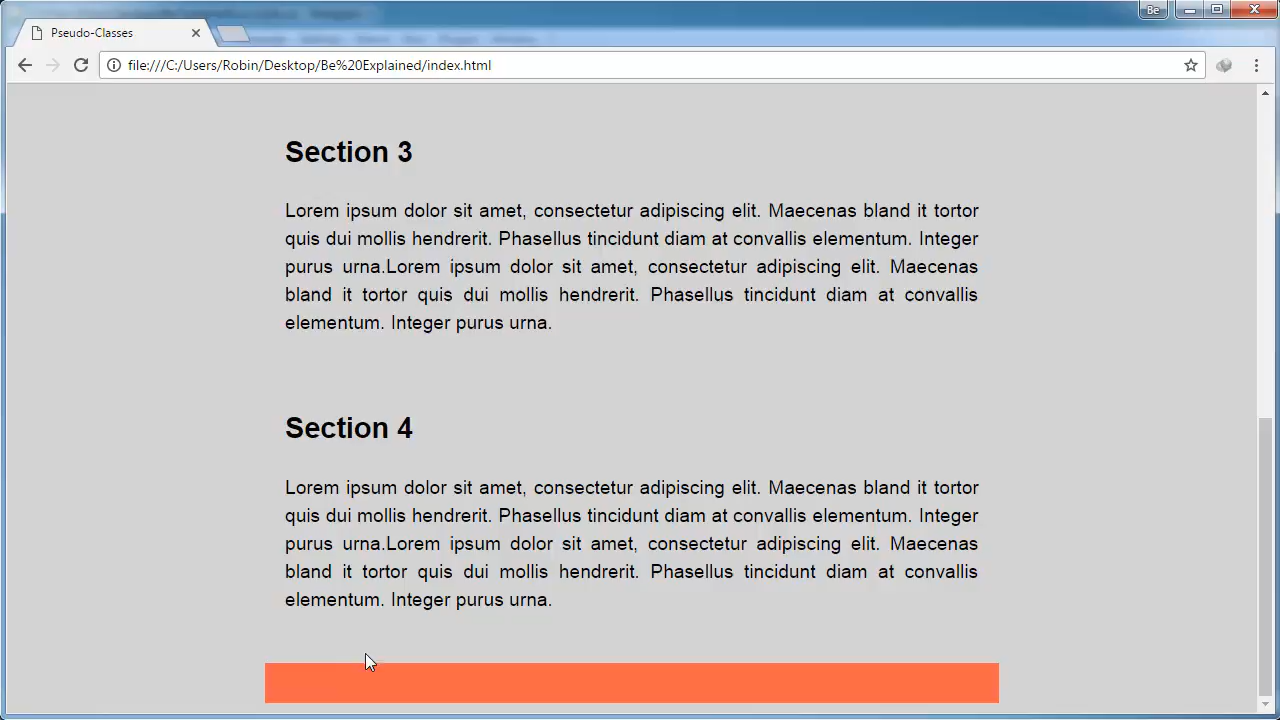 Be
Pseudo-Classes
file:///C:/Users/Robin/Desktop/Be%20Explained/index.html
Section 3
Lorem ipsum dolor sit amet, consectetur adipiscing elit. Maecenas bland it tortor
quis dui mollis hendrerit. Phasellus tincidunt diam at convallis elementum. Integer
purus urna.Lorem ipsum dolor sit amet, consectetur adipiscing elit. Maecenas
bland it tortor quis dui mollis hendrerit. Phasellus tincidunt diam at convallis
elementum. Integer purus urna.
Section 4
Lorem ipsum dolor sit amet, consectetur adipiscing elit. Maecenas bland it tortor
quis dui mollis hendrerit. Phasellus tincidunt diam at convallis elementum. Integer
purus urna.Lorem ipsum dolor sit amet, consectetur adipiscing elit. Maecenas
bland it tortor quis dui mollis hendrerit. Phasellus tincidunt diam at convallis
elementum. Integer purus urna.